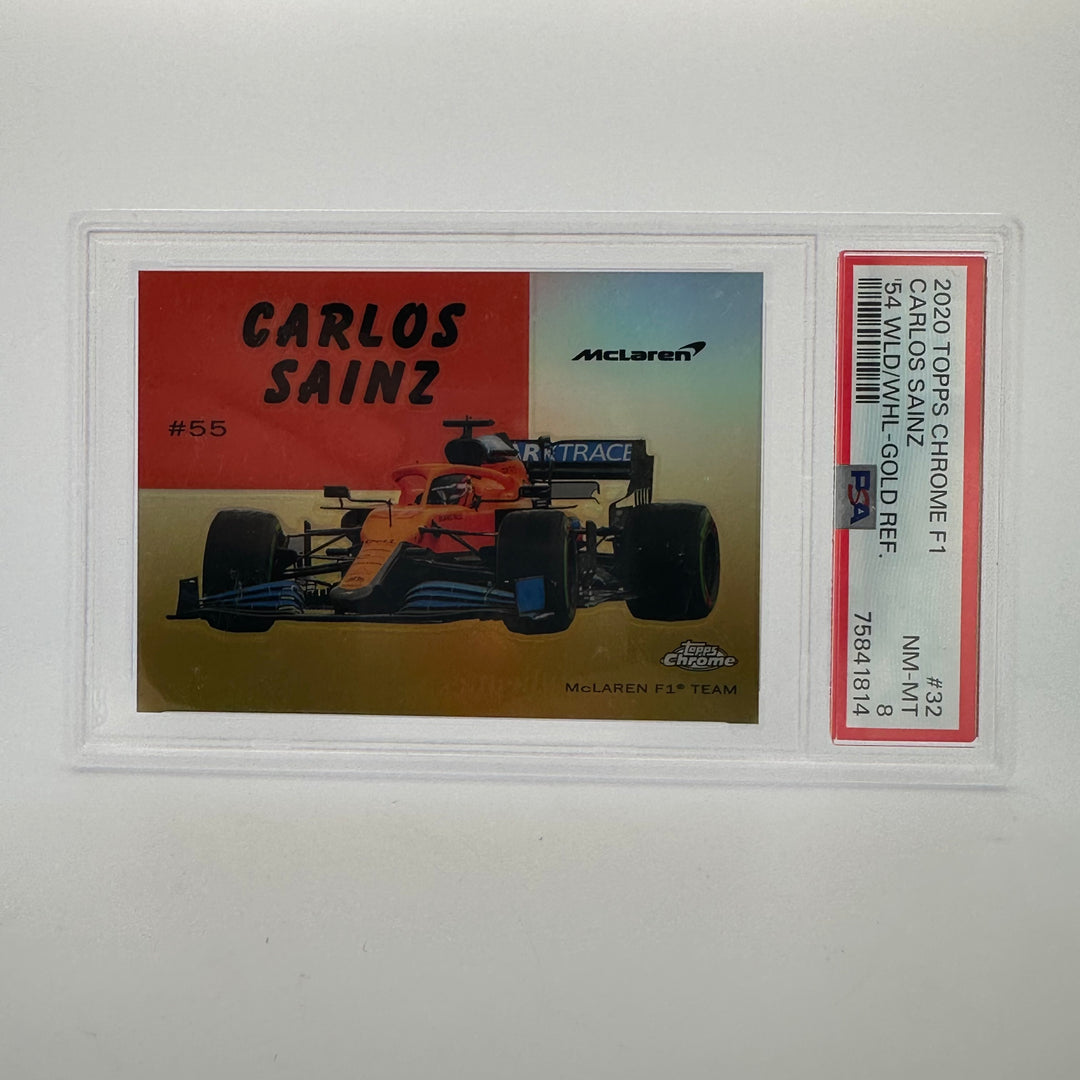 CARLOS
SAINZ
#55
McLaren
RKTRACE
Topps
Chrome
McLAREN F1® TEAM
2020 TOPPS CHROME F1 #32
CARLOS SAINZ NM-MT
'54 WLD/WHL-GOLD REF. 8
75841814
PSA